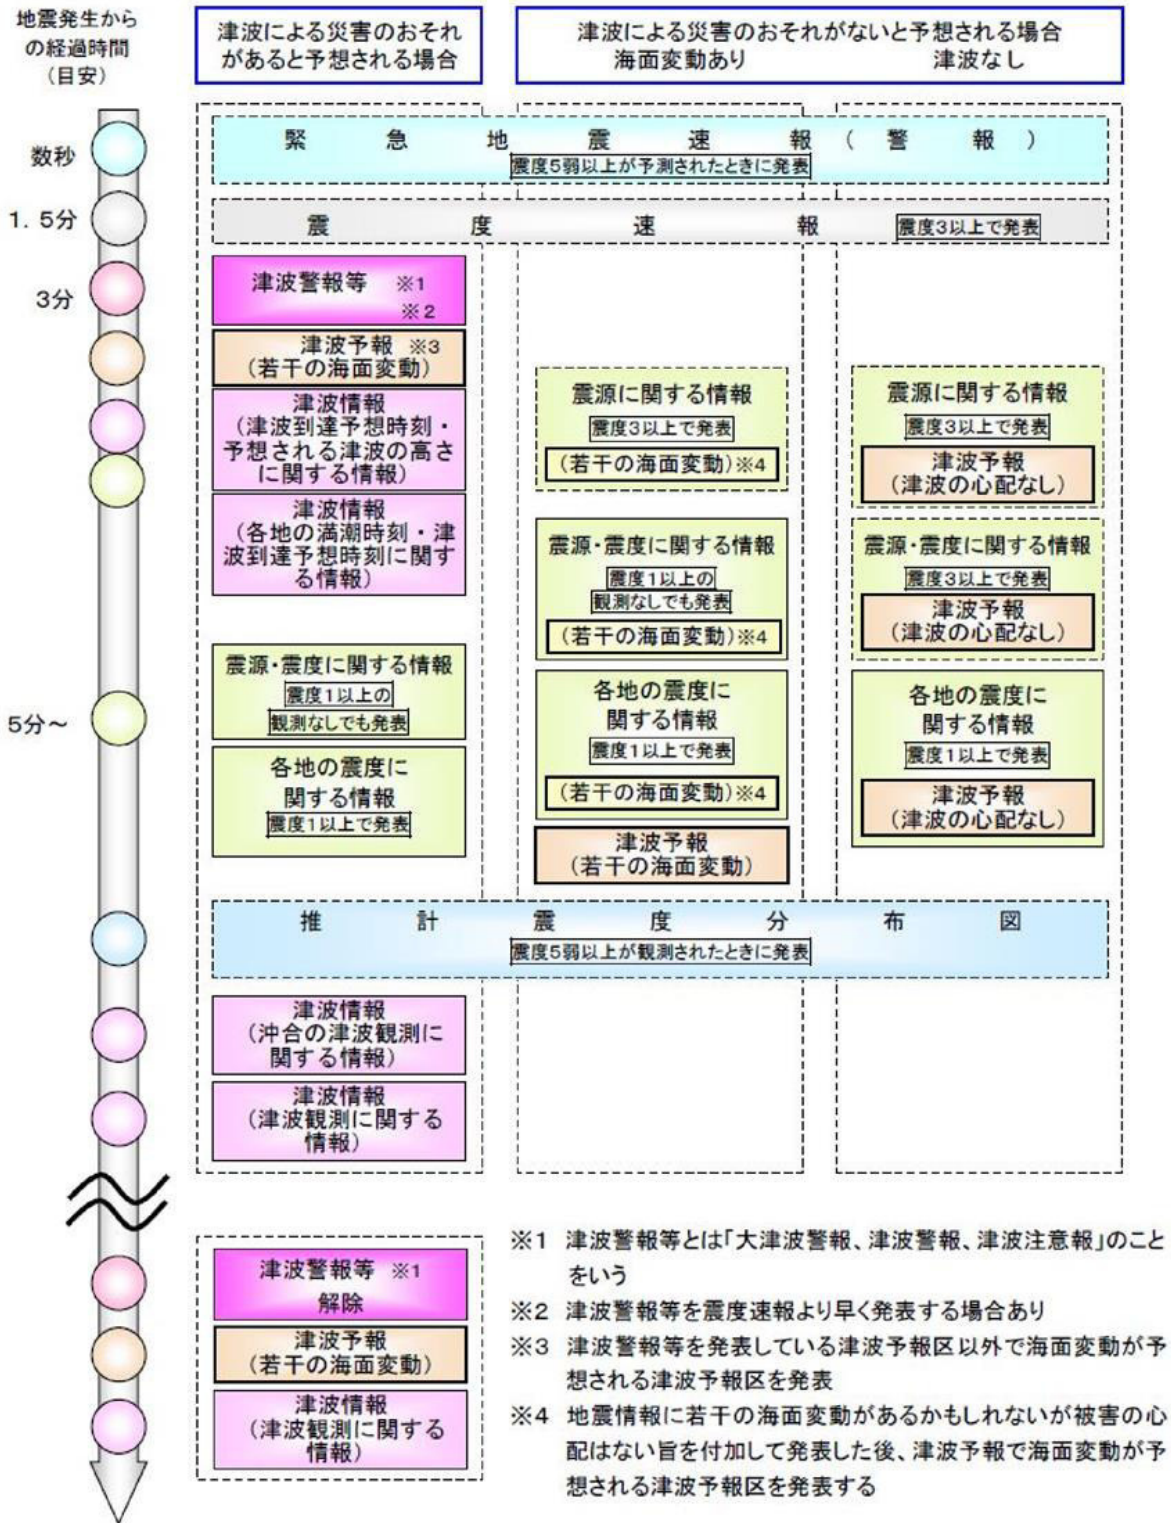 地震発生から
の経過時間
(目安)
津波による災害のおそれ
があると予想される場合
津波による災害のおそれがないと予想される場合
海面変動あり 津波なし
数秒
緊急地震速報(警報)
震度5弱以上が予測されたときに発表
1.5分
震度速報 震度3以上で発表
3分
津波警報等 ※1
※2
津波予報 ※3
(若干の海面変動)
津波情報
(津波到達予想時刻・
予想される津波の高さ
に関する情報)
津波情報
(各地の満潮時刻・津
波到達予想時刻に関す
る情報)
震源に関する情報
震度3以上で発表
(若干の海面変動)※4
震源に関する情報
震度3以上で発表
津波予報
(津波の心配なし)
震源・震度に関する情報
震度1以上の
観測なしでも発表
(若干の海面変動)※4
震源・震度に関する情報
震度3以上で発表
津波予報
(津波の心配なし)
5分~
震源・震度に関する情報
震度1以上の
観測なしでも発表
各地の震度に
関する情報
震度1以上で発表
各地の震度に
関する情報
震度1以上で発表
(若干の海面変動)※4
津波予報
(若干の海面変動)
各地の震度に
関する情報
震度1以上で発表
津波予報
(津波の心配なし)
推計震度分布図
震度5弱以上が観測されたときに発表
津波情報
(沖合の津波観測に
関する情報)
津波情報
(津波観測に関する
情報)
津波警報等 ※1
解除
津波予報
(若干の海面変動)
津波情報
(津波観測に関する
情報)
※1 津波警報等とは「大津波警報、津波警報、津波注意報」のこと
をいう
※2 津波警報等を震度速報より早く発表する場合あり
※3 津波警報等を発表している津波予報区以外で海面変動が予
想される津波予報区を発表
※4 地震情報に若干の海面変動があるかもしれないが被害の心
配はない旨を付加して発表した後、津波予報で海面変動が予
想される津波予報区を発表する